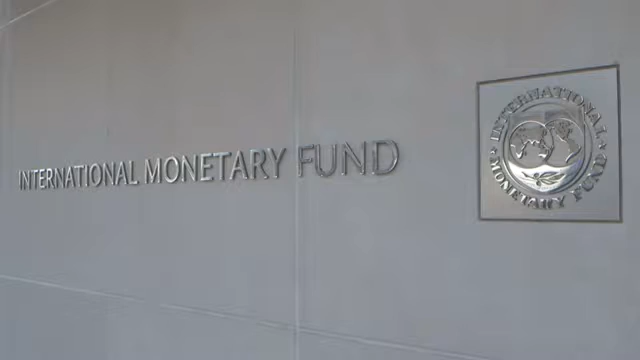 INTERNATIONAL MONETARY FUND
INTERNATIONAL
MONETARY FUND